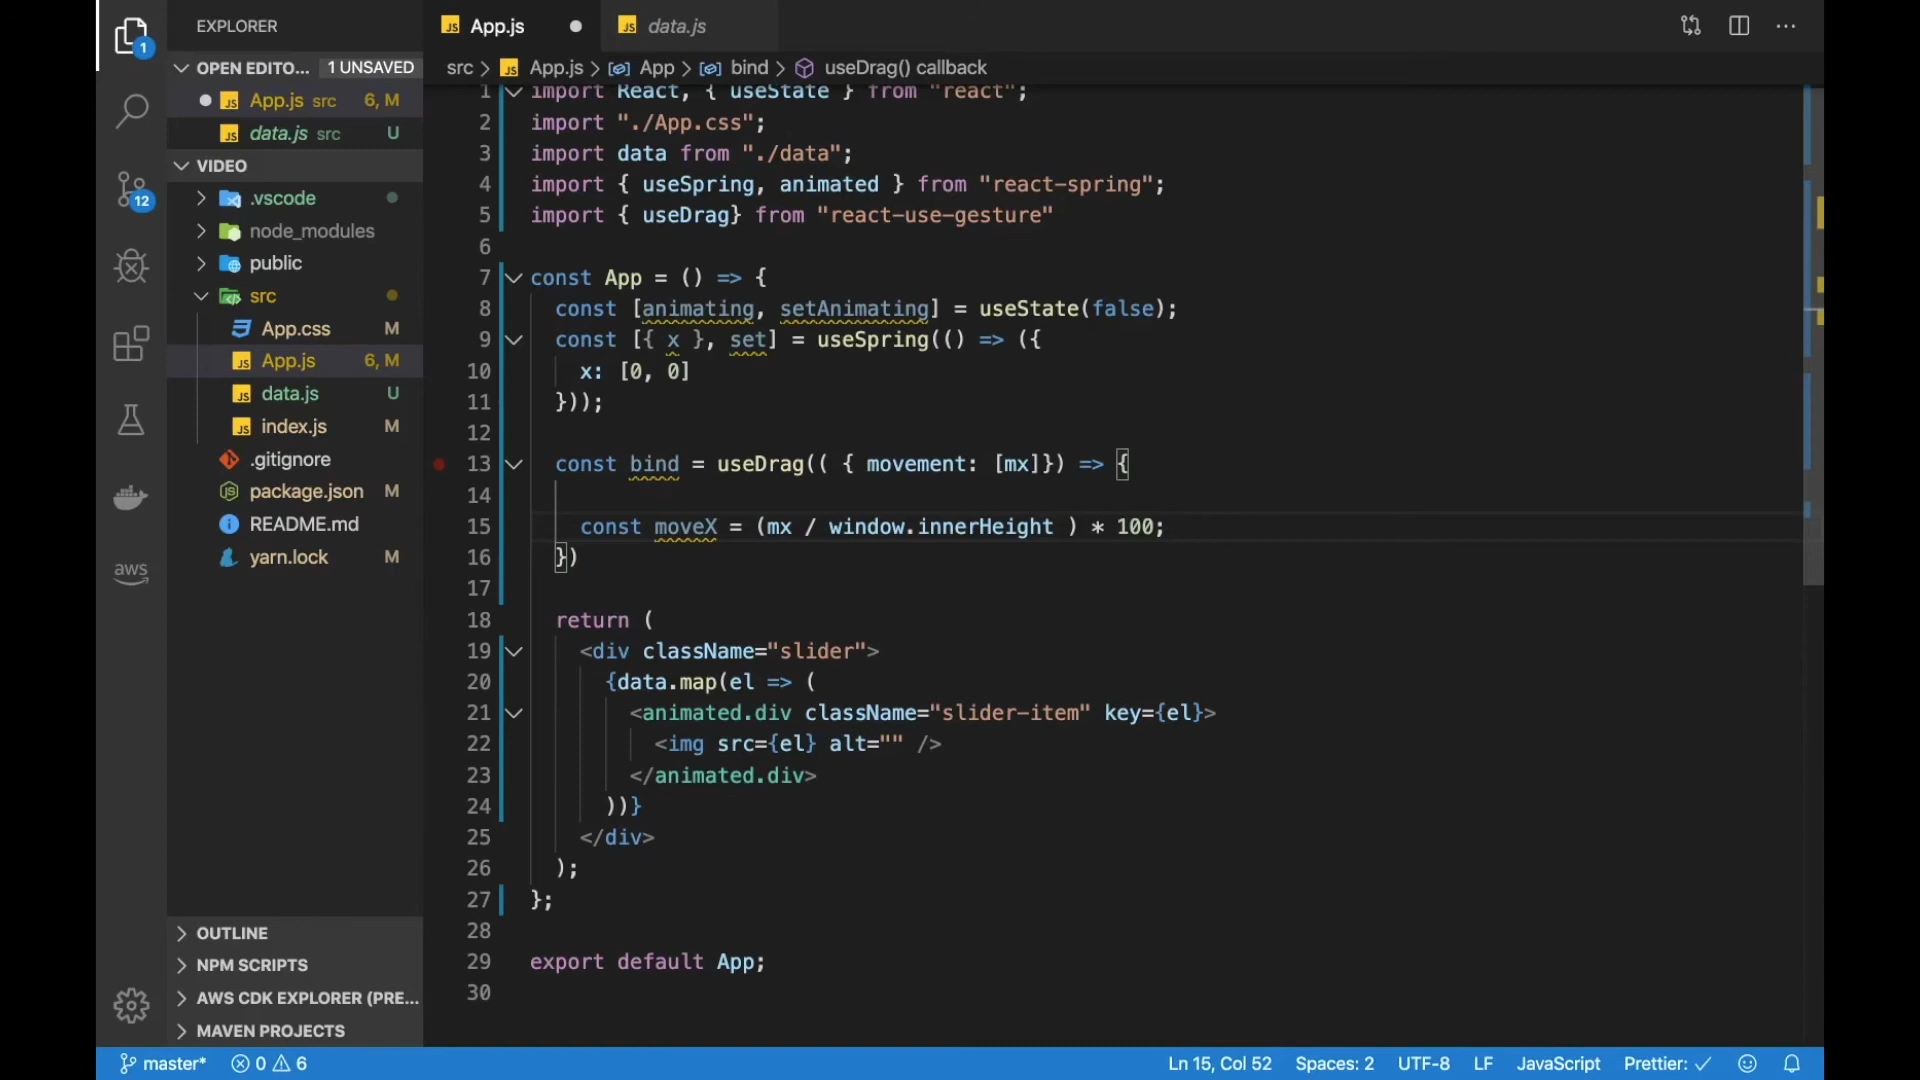 EXPLORER
OPEN EDITO... 1 UNSAVED
App.js src 6, M
data.js src U
VIDEO
.vscode
node_modules
public
src
App.css M
App.js 6, M
data.js U
index.js M
.gitignore
package.json M
README.md
yarn.lock M
OUTLINE
NPM SCRIPTS
AWS CDK EXPLORER (PRE...
MAVEN PROJECTS
1
12
aws
App.js
data.js
src > App.js > App > bind > useDrag() callback
1 import React, { useState } from "react";
2 import "./App.css";
3 import data from "./data";
4 import { useSpring, animated } from "react-spring";
5 import { useDrag} from "react-use-gesture"
6
7 const App = () => {
8 const [animating, setAnimating] = useState(false);
9 const [{ x }, set] = useSpring(() => ({
10 x: [0, 0]
11 }));
12
13 const bind = useDrag(( { movement: [mx]}) => {
14
15 const moveX = (mx / window.innerHeight ) * 100;
16 })
17
18 return (
19 <div className="slider">
20 {data.map(el => (
21 <animated.div className="slider-item" key={el}>
22 <img src={el} alt="" />
23 </animated.div>
24 ))}
25 </div>
26 );
27 };
28
29 export default App;
30
master* 0 6 Ln 15, Col 52 Spaces: 2 UTF-8 LF JavaScript Prettier: ✓